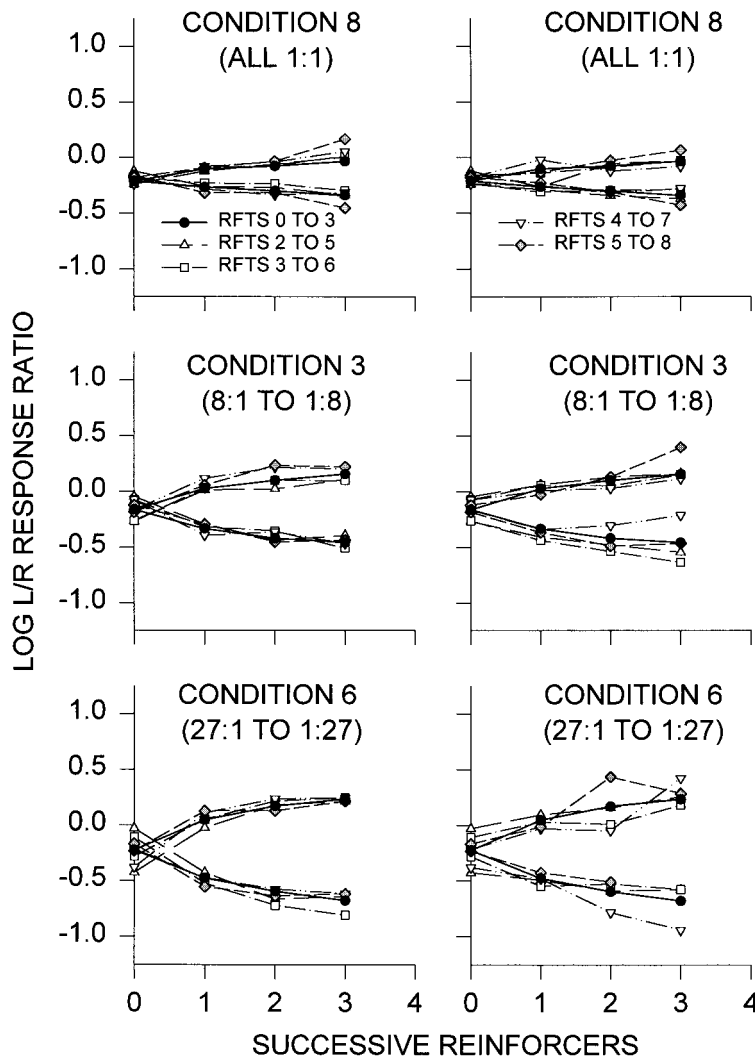 CONDITION 8
(ALL 1:1)
1.0
0.5
0.0
-0.5
-1.0
RFTS 0 TO 3
RFTS 2 TO 5
RFTS 3 TO 6
CONDITION 8
(ALL 1:1)
RFTS 4 TO 7
RFTS 5 TO 8
LOG L/R RESPONSE RATIO
CONDITION 3
(8:1 TO 1:8)
1.0
0.5
0.0
-0.5
-1.0
CONDITION 3
(8:1 TO 1:8)
CONDITION 6
(27:1 TO 1:27)
1.0
0.5
0.0
-0.5
-1.0
CONDITION 6
(27:1 TO 1:27)
0 1 2 3 0 1 2 3 4
SUCCESSIVE REINFORCERS